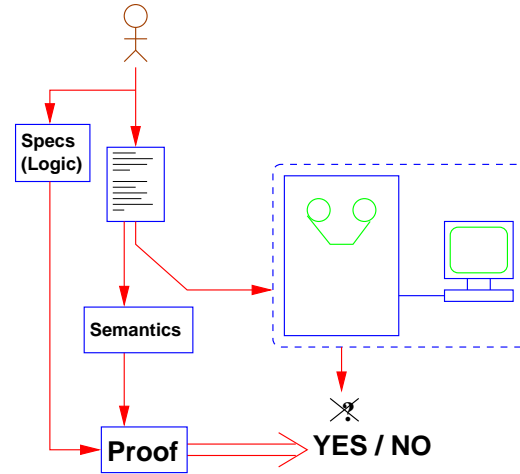 Specs
(Logic)
Semantics
?
Proof
YES / NO